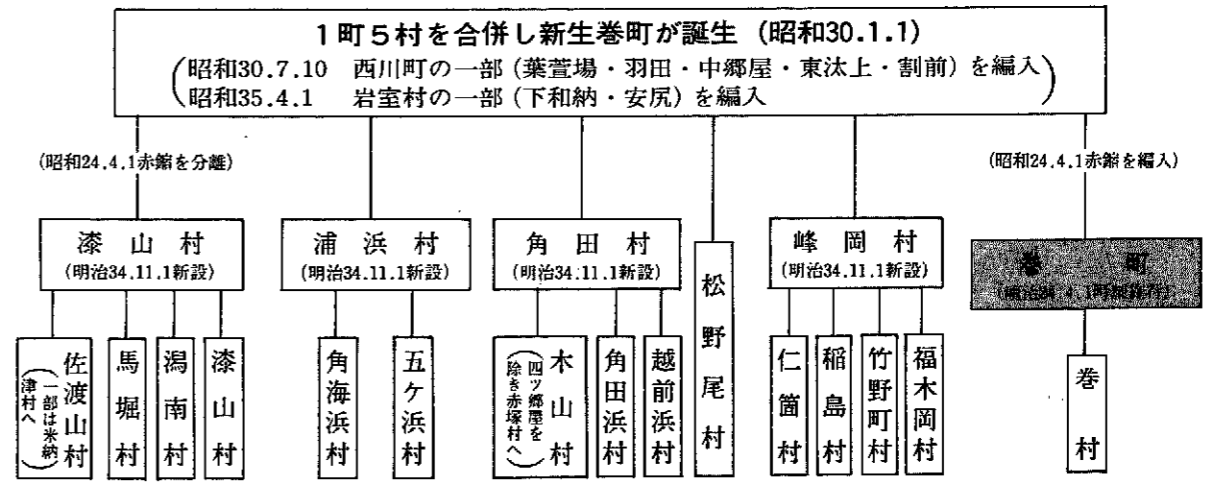 1町5村を合併し新生巻町が誕生（昭和30.1.1）
昭和30.7.10 西川町の一部（葉萱場・羽田・中郷屋・東汰上・割前）を編入
昭和35.4.1 岩室村の一部（下和納・安尻）を編入
（昭和24.4.1赤鏥を分離）
（昭和24.4.1赤鏥を編入）
漆山村
（明治34.11.1新設）
浦浜村
（明治34.11.1新設）
角田村
（明治34.11.1新設）
松野尾村
峰岡村
（明治34.11.1新設）
巻町
佐渡山村
（一部は米納津村へ）
馬堀村
潟南村
漆山村
角海浜村
五ケ浜村
木山村
（四ツ郷屋を除き赤塚村へ）
角田浜村
越前浜村
仁箇村
稲島村
竹野町村
福木岡村
巻村